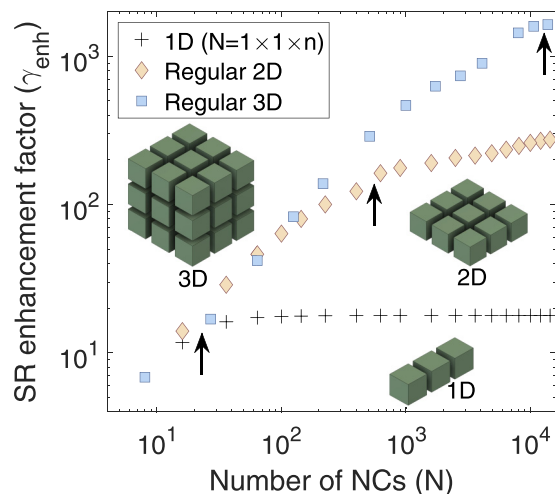 SR enhancement factor (γenh)
10³
10²
10¹
1D (N=1×1×n)
Regular 2D
Regular 3D
3D
2D
1D
10¹ 10² 10³ 10⁴
Number of NCs (N)